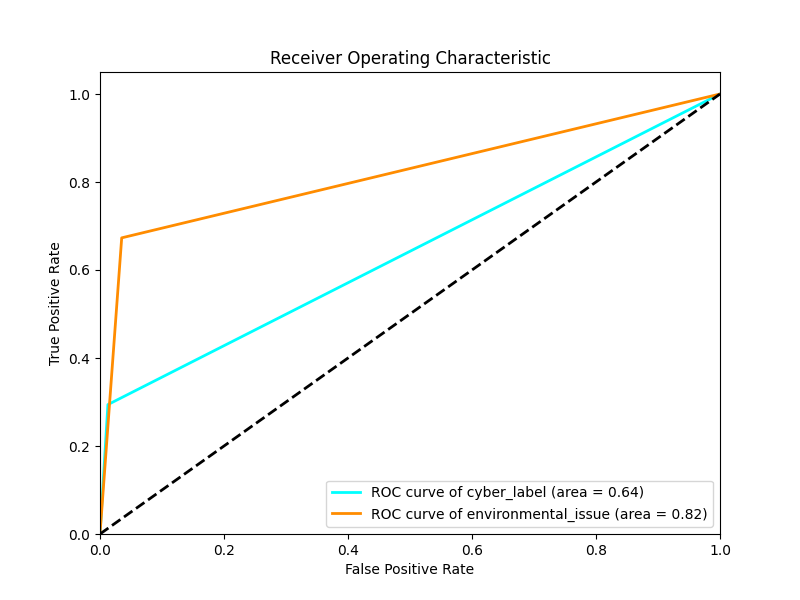 Receiver Operating Characteristic
True Positive Rate
1.0
0.8
0.6
0.4
0.2
0.0
0.0 0.2 0.4 0.6 0.8 1.0
False Positive Rate
ROC curve of cyber_label (area = 0.64)
ROC curve of environmental_issue (area = 0.82)